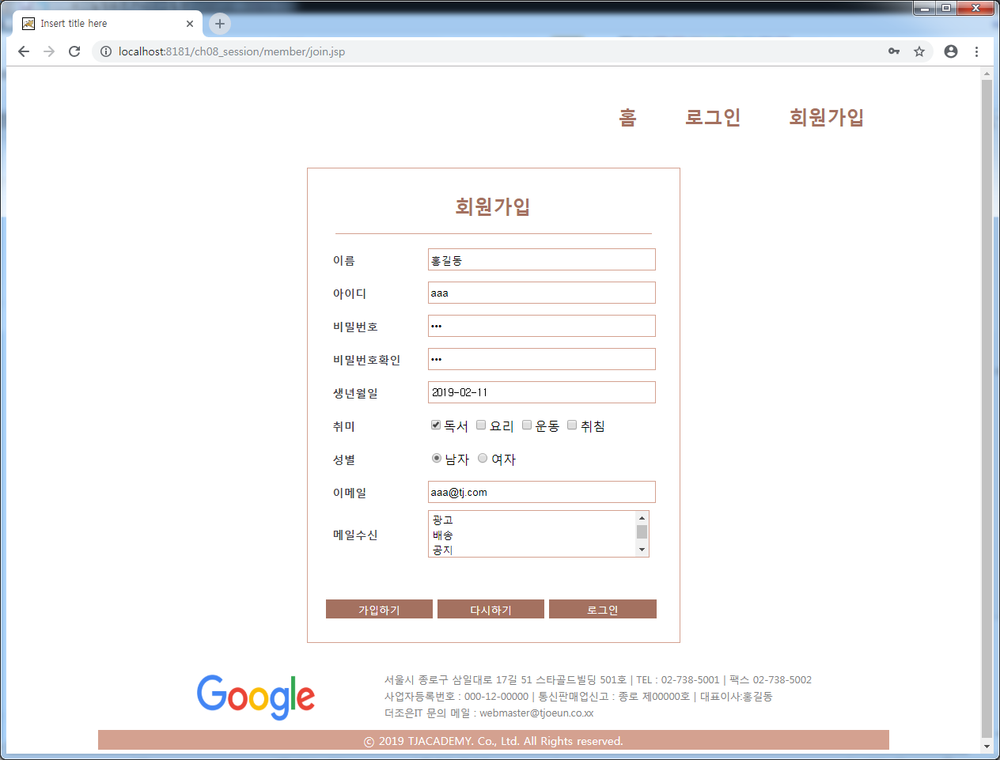 Insert title here
localhost:8181/ch08_session/member/join.jsp
홈 로그인 회원가입
회원가입
이름 홍길동
아이디 aaa
비밀번호 •••
비밀번호확인 •••
생년월일 2019-02-11
취미 독서 요리 운동 취침
성별 남자 여자
이메일 aaa@tj.com
메일수신 광고
배송
공지
가입하기 다시하기 로그인
Google
서울시 종로구 삼일대로 17길 51 스타골드빌딩 501호 | TEL : 02-738-5001 | 팩스 02-738-5002
사업자등록번호 : 000-12-00000 | 통신판매업신고 : 종로 제00000호 | 대표이사:홍길동
더조은IT 문의 메일 : webmaster@tjoeun.co.xx
ⓒ 2019 TJACADEMY. Co., Ltd. All Rights reserved.